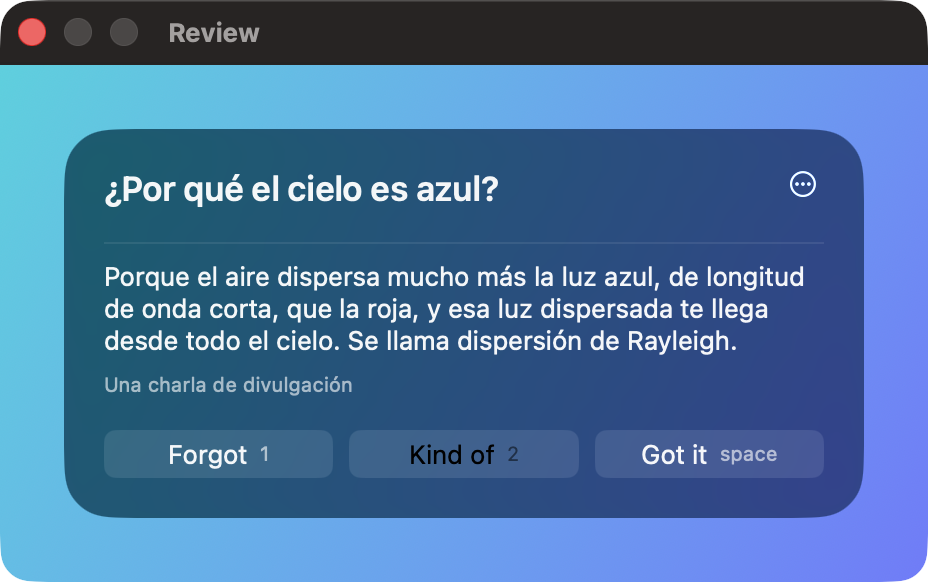 Review
¿Por qué el cielo es azul?
Porque el aire dispersa mucho más la luz azul, de longitud
de onda corta, que la roja, y esa luz dispersada te llega
desde todo el cielo. Se llama dispersión de Rayleigh.
Una charla de divulgación
Forgot 1 Kind of 2 Got it space